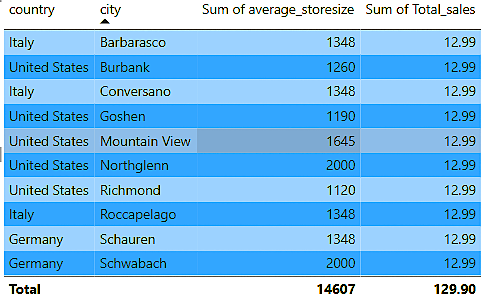 country city Sum of average_storesize Sum of Total_sales
Italy Barbarasco 1348 12.99
United States Burbank 1260 12.99
Italy Conversano 1348 12.99
United States Goshen 1190 12.99
United States Mountain View 1645 12.99
United States Northglenn 2000 12.99
United States Richmond 1120 12.99
Italy Roccapelago 1348 12.99
Germany Schauren 1348 12.99
Germany Schwabach 2000 12.99
Total 14607 129.90